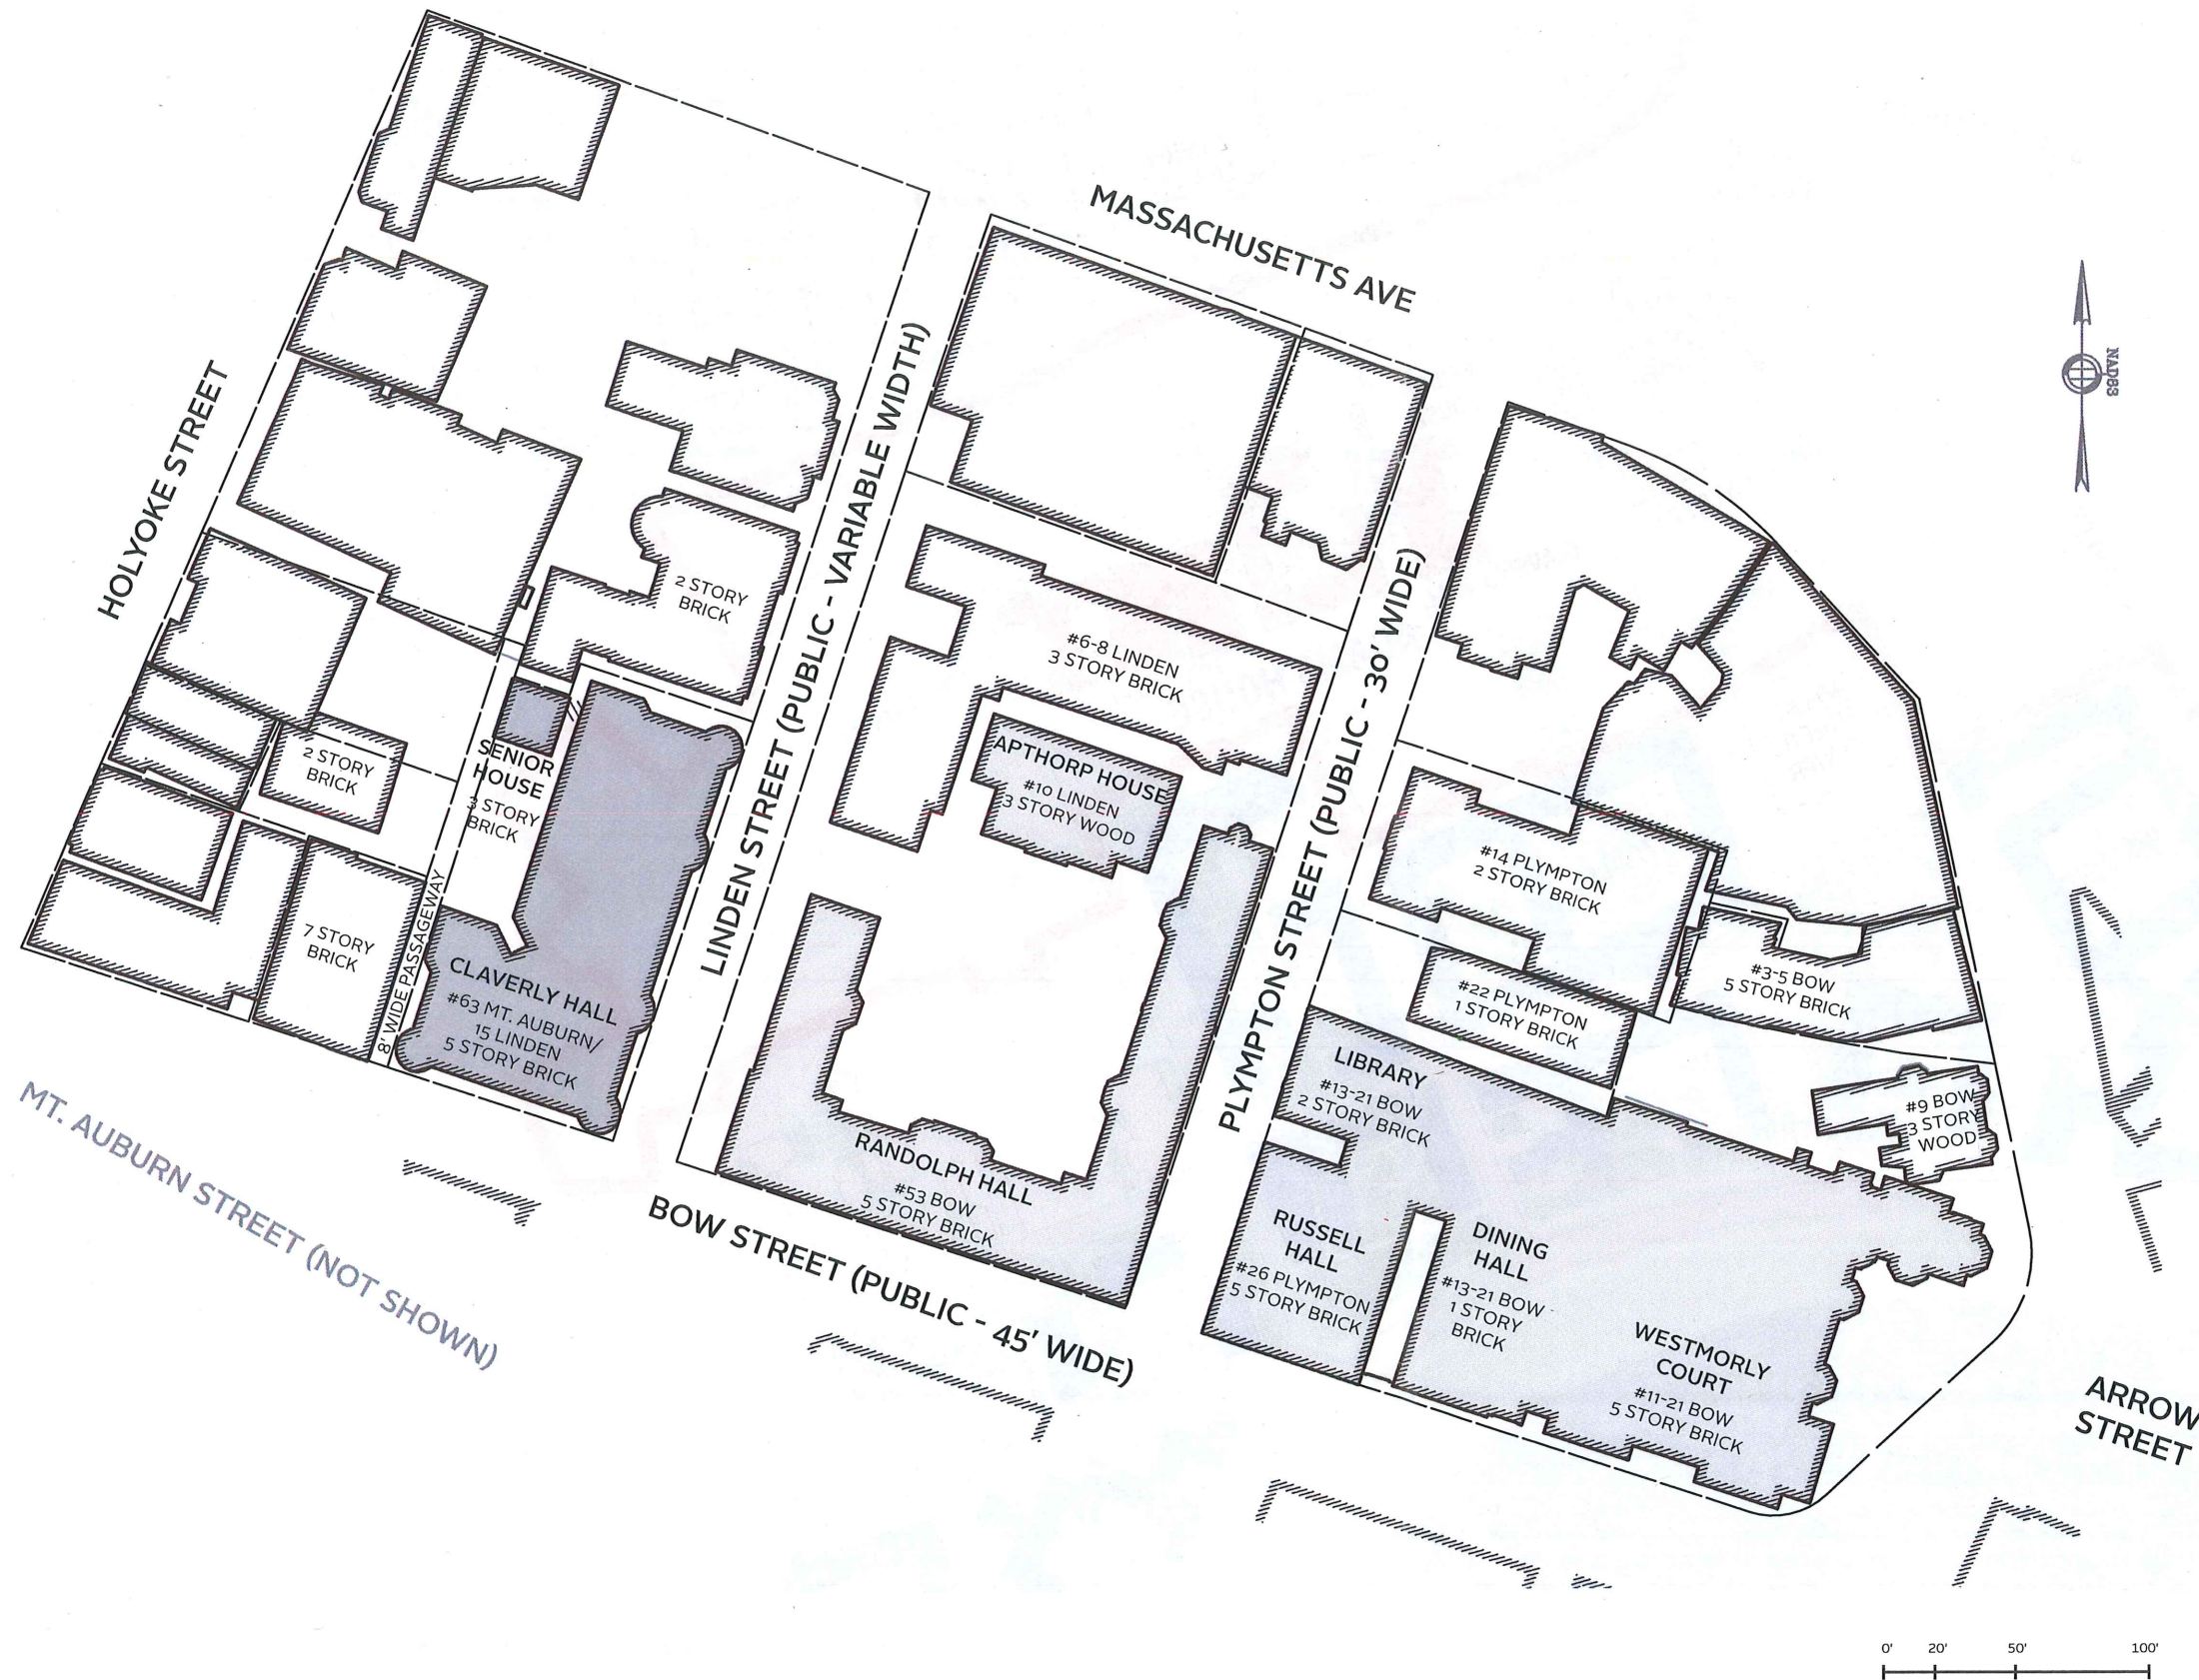 MASSACHUSETTS AVE
HOLYOKE STREET
NAD83
LINDEN STREET (PUBLIC - VARIABLE WIDTH)
PLYMPTON STREET (PUBLIC - 30' WIDE)
2 STORY
BRICK
#6-8 LINDEN
3 STORY BRICK
SENIOR
HOUSE
3 STORY
BRICK
2 STORY
BRICK
APTHORP HOUSE
#10 LINDEN
3 STORY WOOD
#14 PLYMPTON
2 STORY BRICK
7 STORY
BRICK
8' WIDE PASSAGEWAY
CLAVERLY HALL
#63 MT. AUBURN/
15 LINDEN
5 STORY BRICK
#3-5 BOW
5 STORY BRICK
#22 PLYMPTON
1 STORY BRICK
LIBRARY
#13-21 BOW
2 STORY BRICK
#9 BOW
3 STORY
WOOD
RANDOLPH HALL
#53 BOW
5 STORY BRICK
MT. AUBURN STREET (NOT SHOWN)
BOW STREET (PUBLIC - 45' WIDE)
RUSSELL
HALL
#26 PLYMPTON
5 STORY BRICK
DINING
HALL
#13-21 BOW
1 STORY
BRICK
WESTMORLY
COURT
#11-21 BOW
5 STORY BRICK
ARROW
STREET
0' 20' 50' 100'